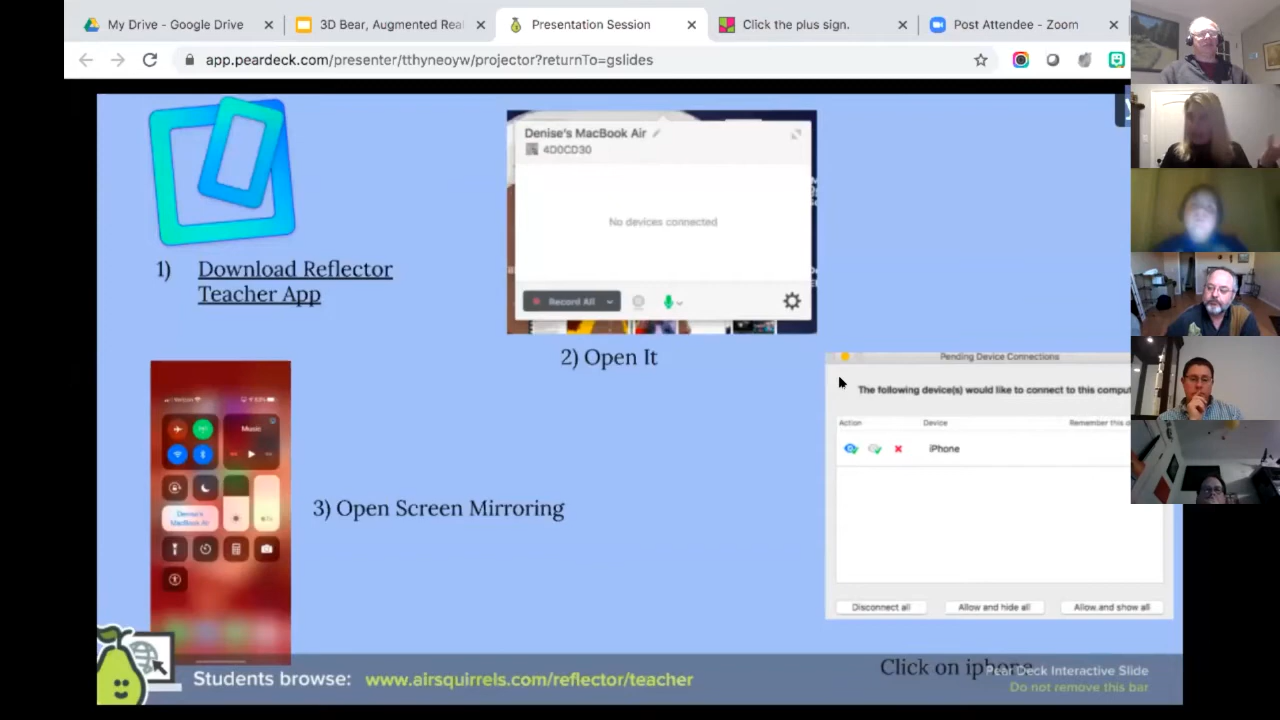 My Drive - Google Drive
3D Bear, Augmented Real
Presentation Session
Click the plus sign.
Post Attendee - Zoom
app.peardeck.com/presenter/tthyneoyw/projector?returnTo=gslides
Denise's MacBook Air
4D0CD30
No devices connected
Record All
1) Download Reflector
Teacher App
2) Open It
Pending Device Connections
The following device(s) would like to connect to this compu
Action Device Remember this
iPhone
Music
Denise's
MacBook Air
3) Open Screen Mirroring
Disconnect all Allow and hide all Allow and show all
Click on iphone
Students browse: www.airsquirrels.com/reflector/teacher
Pear Deck Interactive Slide
Do not remove this bar